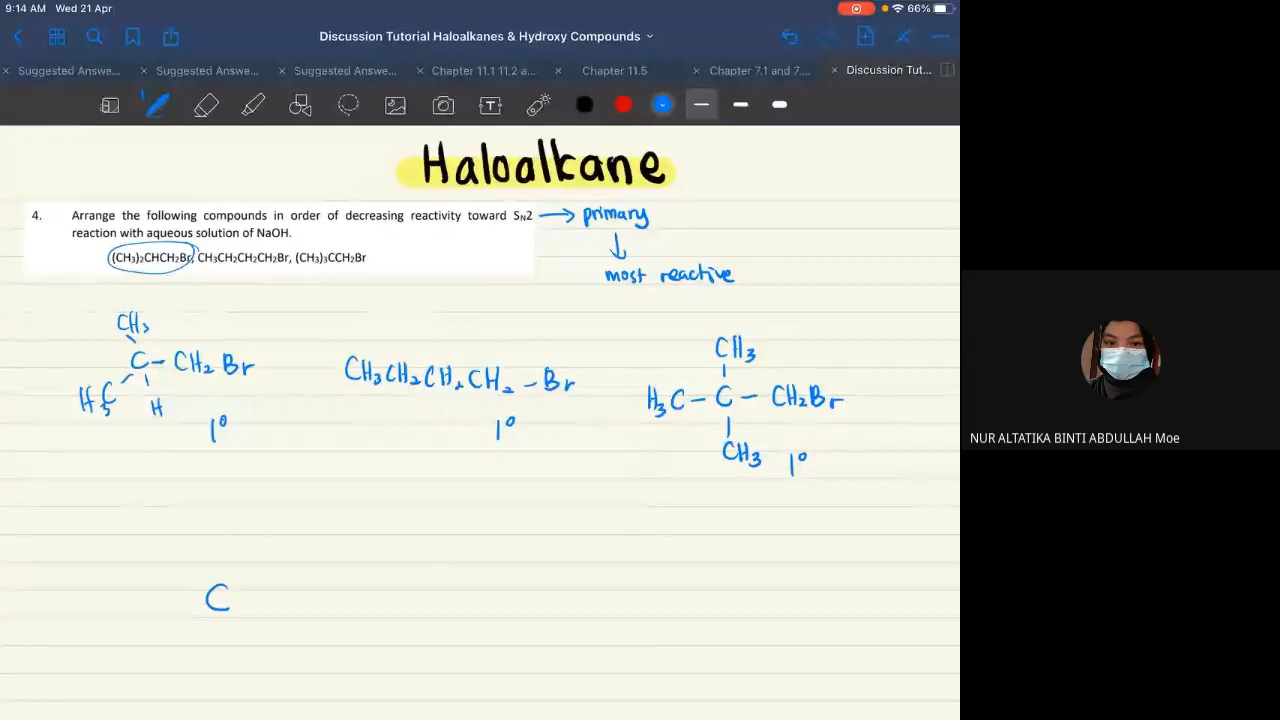 9:14 AM Wed 21 Apr
66%
Discussion Tutorial Haloalkanes & Hydroxy Compounds
Suggested Answe...
Suggested Answe...
Suggested Answe...
Chapter 11.1 11.2 a...
Chapter 11.5
Chapter 7.1 and 7....
Discussion Tut...
Haloalkane
4. Arrange the following compounds in order of decreasing reactivity toward SN2 → primary
reaction with aqueous solution of NaOH.
(CH3)2CHCH2Br, CH3CH2CH2CH2Br, (CH3)3CCH2Br
↓
most reactive
CH3
C - CH2 Br
H3C
H
1°
CH3CH2CH2CH2 - Br
1°
CH3
H3C - C - CH2Br
CH3
1°
C
NUR ALTATIKA BINTI ABDULLAH Moe